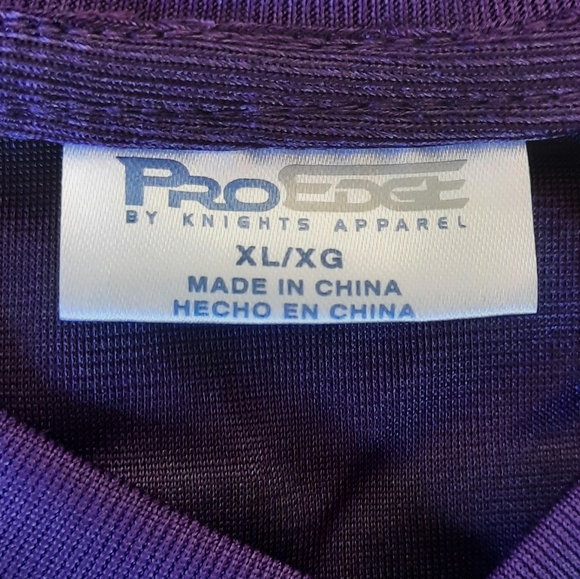 PROEDGE
BY KNIGHTS APPAREL
XL/XG
MADE IN CHINA
HECHO EN CHINA